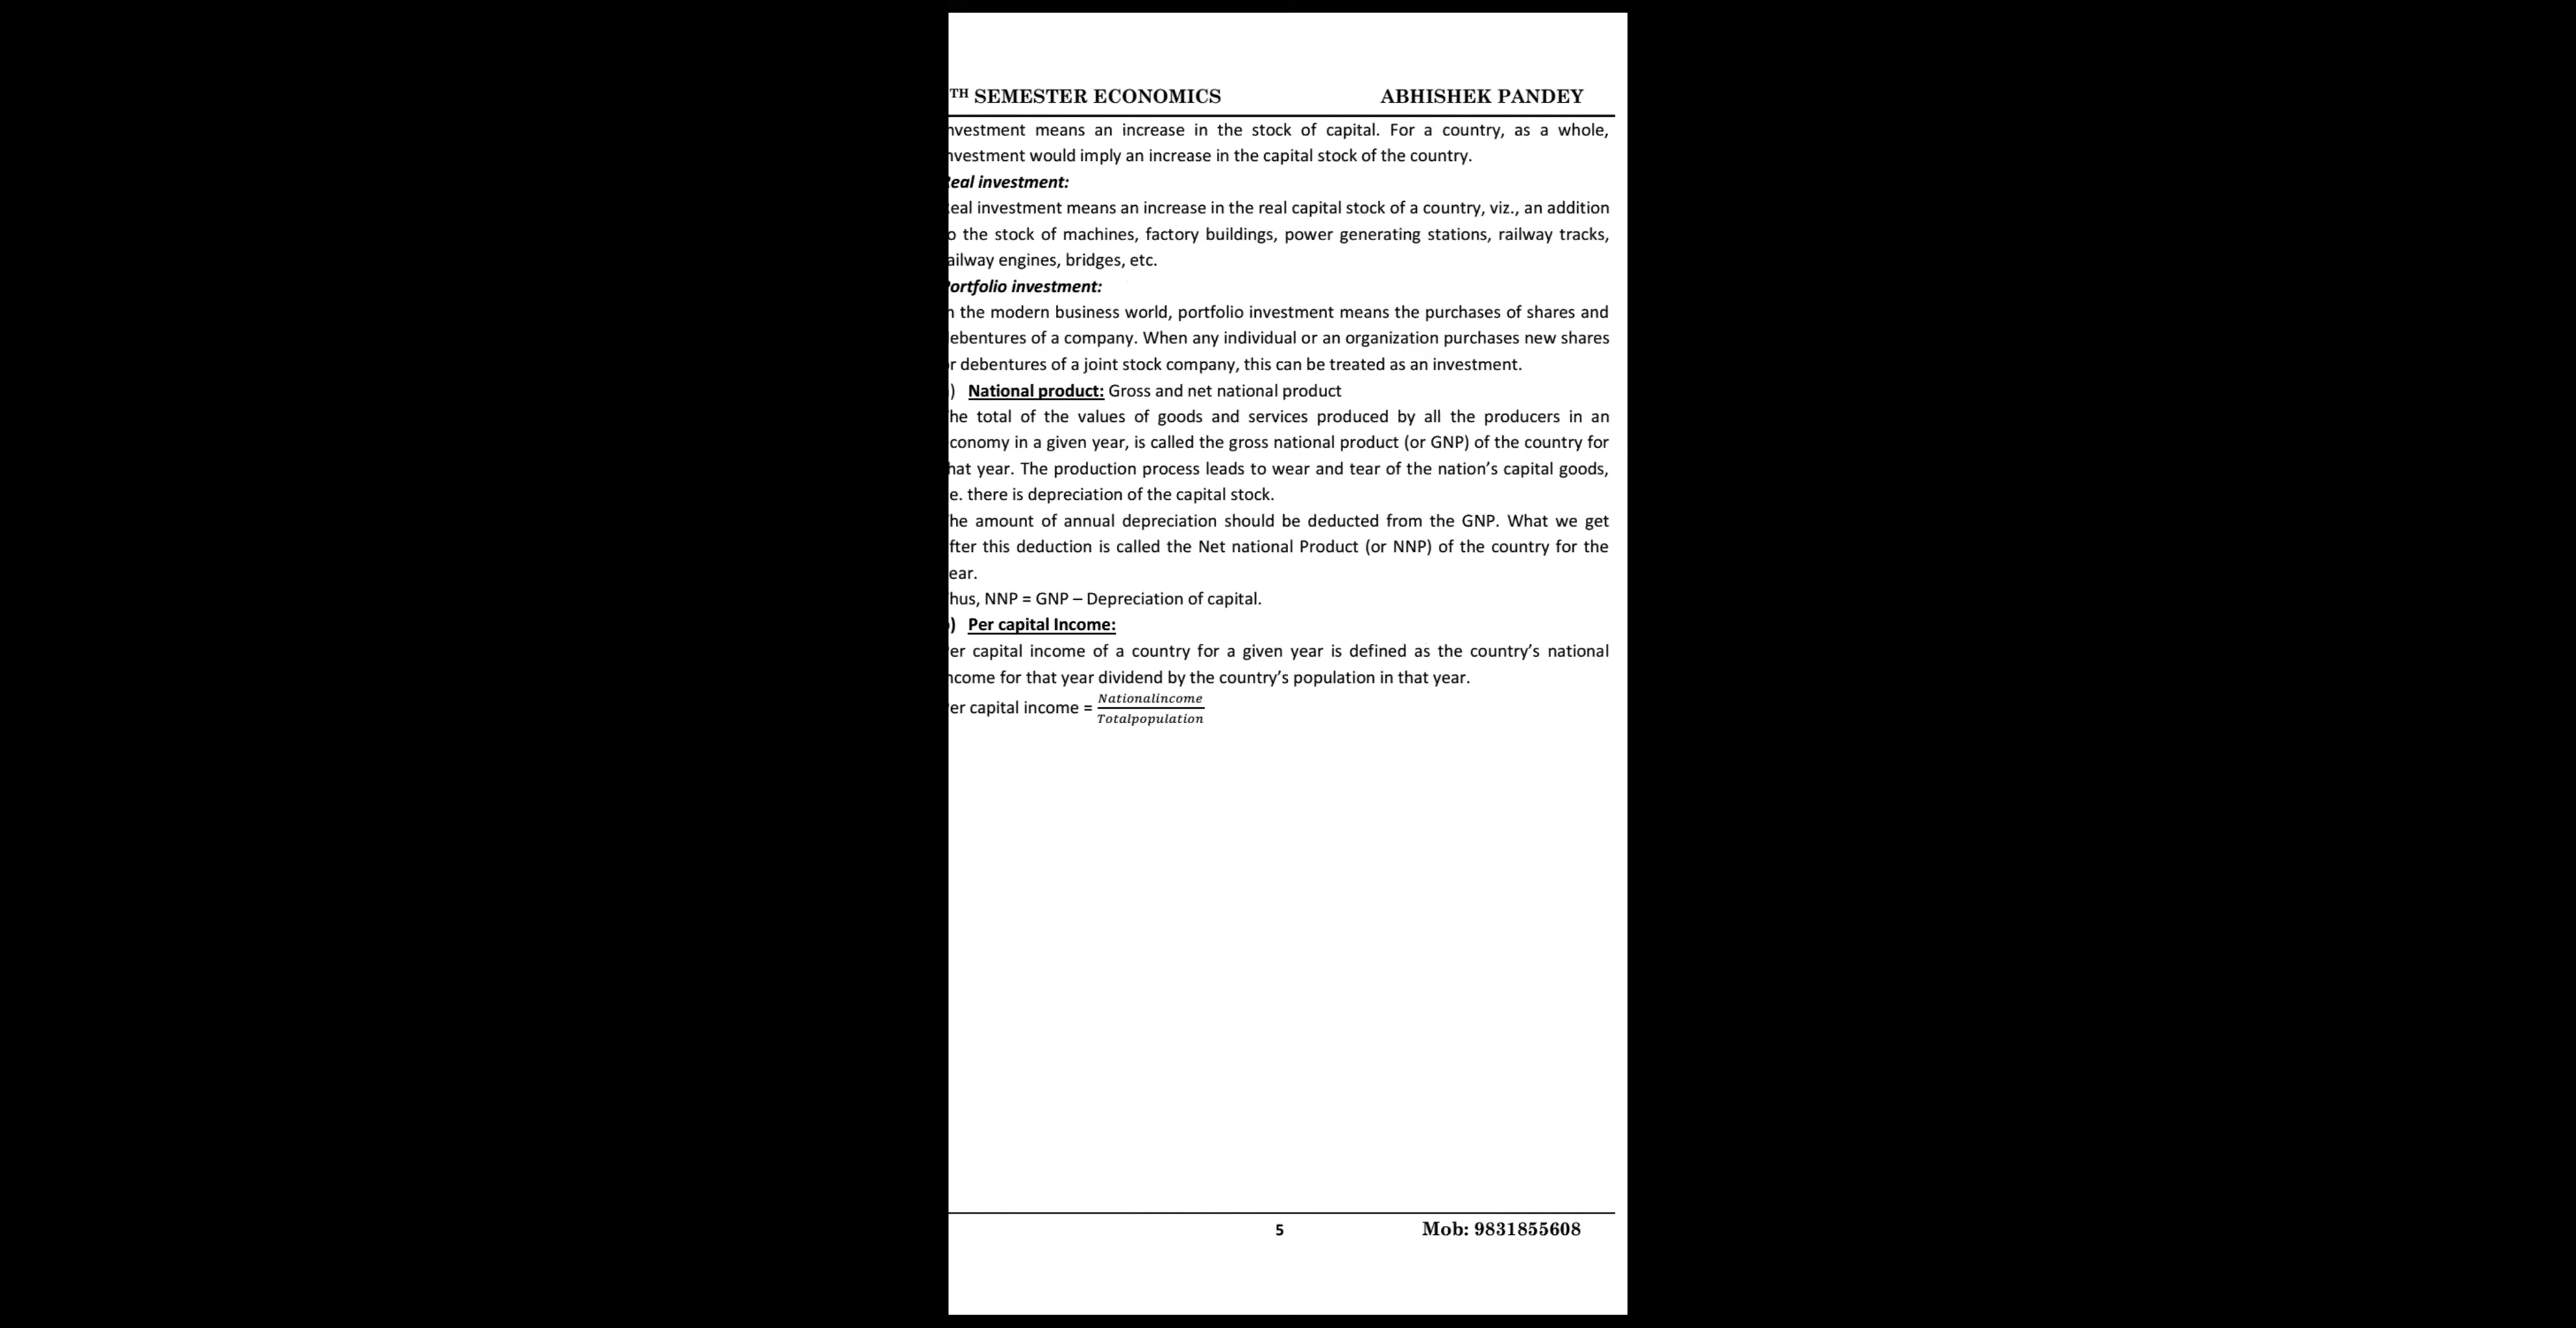 TH SEMESTER ECONOMICS ABHISHEK PANDEY
nvestment means an increase in the stock of capital. For a country, as a whole,
nvestment would imply an increase in the capital stock of the country.
eal investment:
eal investment means an increase in the real capital stock of a country, viz., an addition
o the stock of machines, factory buildings, power generating stations, railway tracks,
ailway engines, bridges, etc.
ortfolio investment:
n the modern business world, portfolio investment means the purchases of shares and
ebentures of a company. When any individual or an organization purchases new shares
r debentures of a joint stock company, this can be treated as an investment.
) National product: Gross and net national product
he total of the values of goods and services produced by all the producers in an
conomy in a given year, is called the gross national product (or GNP) of the country for
hat year. The production process leads to wear and tear of the nation’s capital goods,
e. there is depreciation of the capital stock.
he amount of annual depreciation should be deducted from the GNP. What we get
fter this deduction is called the Net national Product (or NNP) of the country for the
ear.
hus, NNP = GNP – Depreciation of capital.
) Per capital Income:
er capital income of a country for a given year is defined as the country’s national
ncome for that year dividend by the country’s population in that year.
er capital income = Nationalincome
Totalpopulation
5 Mob: 9831855608